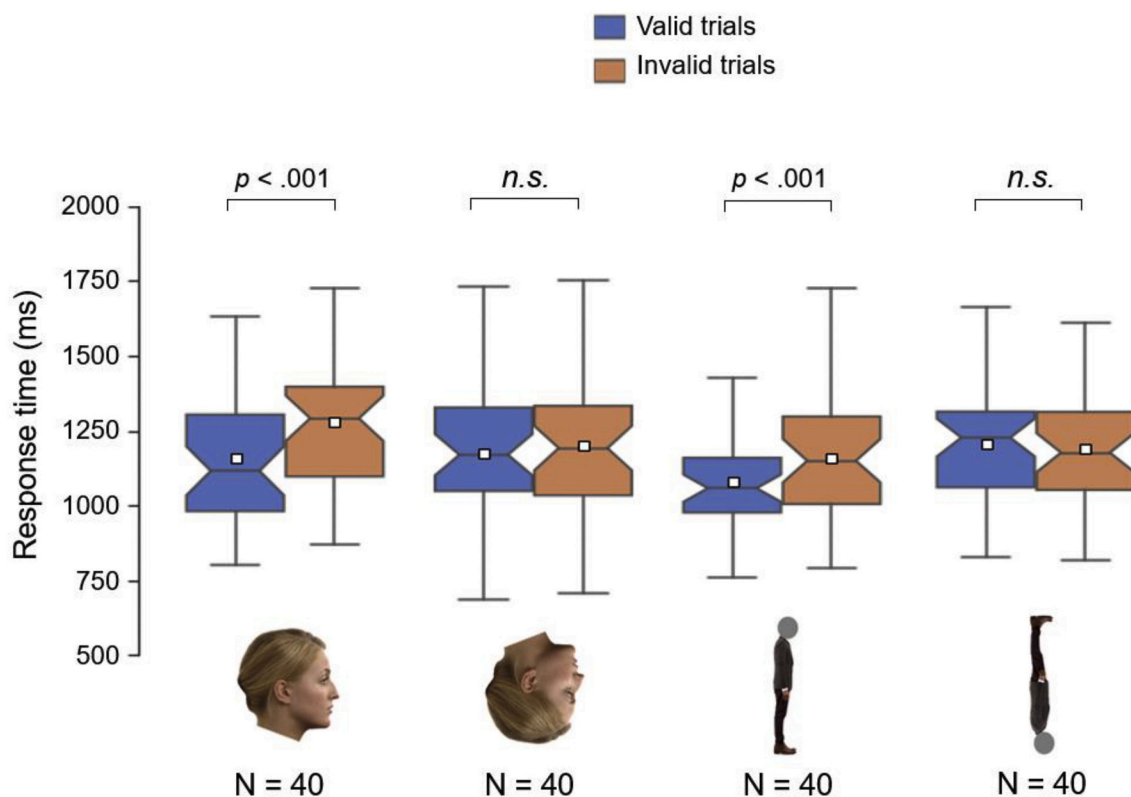 Valid trials
Invalid trials
p < .001
n.s.
p < .001
n.s.
Response time (ms)
2000
1750
1500
1250
1000
750
500
N = 40
N = 40
N = 40
N = 40